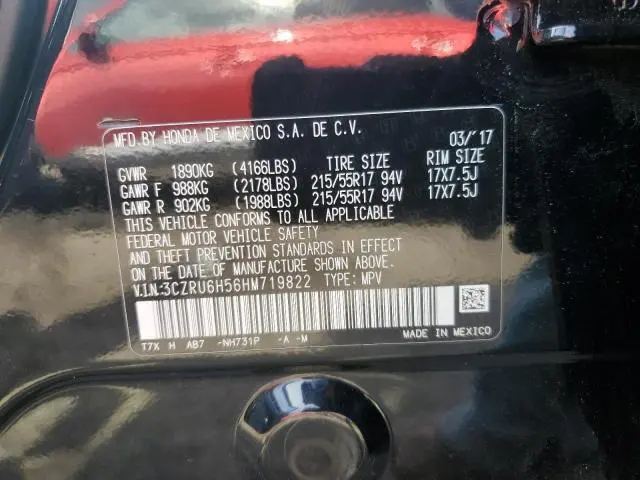 MFD.BY HONDA DE MEXICO S.A. DE C.V. 03/'17
GVWR 1890KG (4166LBS) TIRE SIZE RIM SIZE
GAWR F 988KG (2178LBS) 215/55R17 94V 17X7.5J
GAWR R 902KG (1988LBS) 215/55R17 94V 17X7.5J
THIS VEHICLE CONFORMS TO ALL APPLICABLE
FEDERAL MOTOR VEHICLE SAFETY
AND THEFT PREVENTION STANDARDS IN EFFECT
ON THE DATE OF MANUFACTURE SHOWN ABOVE.
V.I.N:3CZRU6H56HM719822 TYPE: MPV
T7X H AB7 -NH731P -A -M MADE IN MEXICO